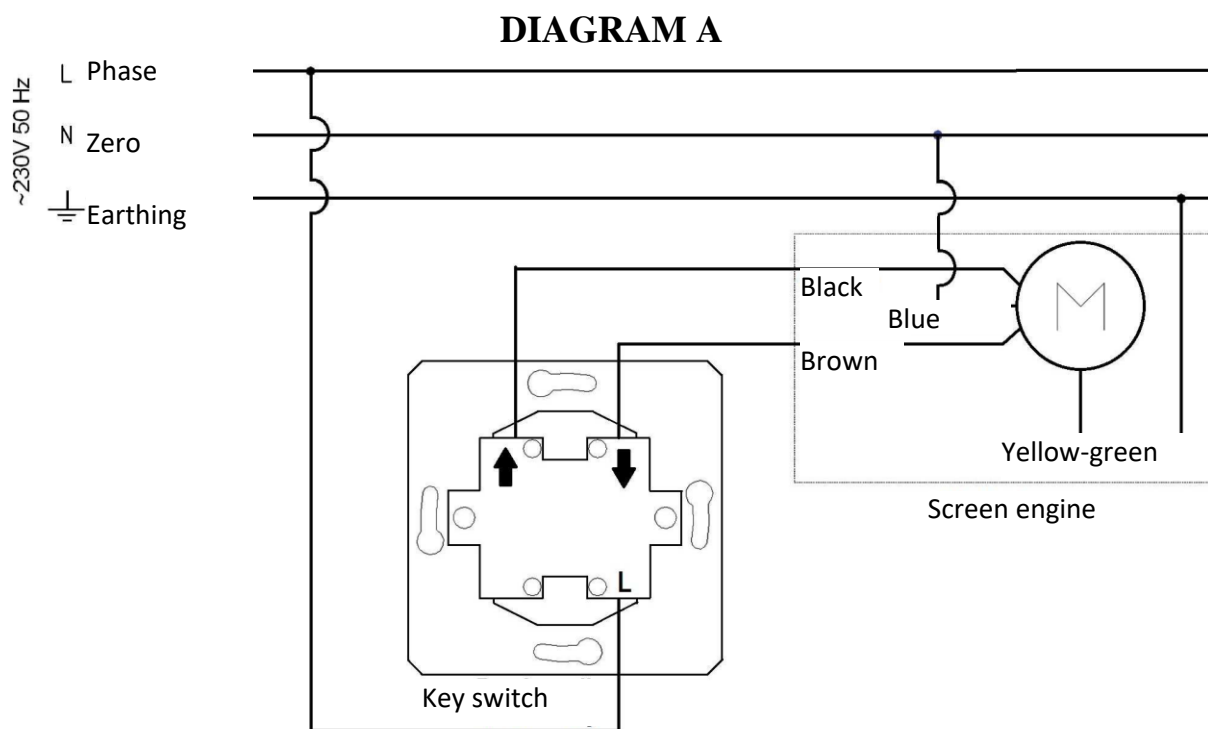 DIAGRAM A
~230V 50 Hz
L Phase
N Zero
Earthing
Black
Blue
Brown
M
Yellow-green
Screen engine
L
Key switch